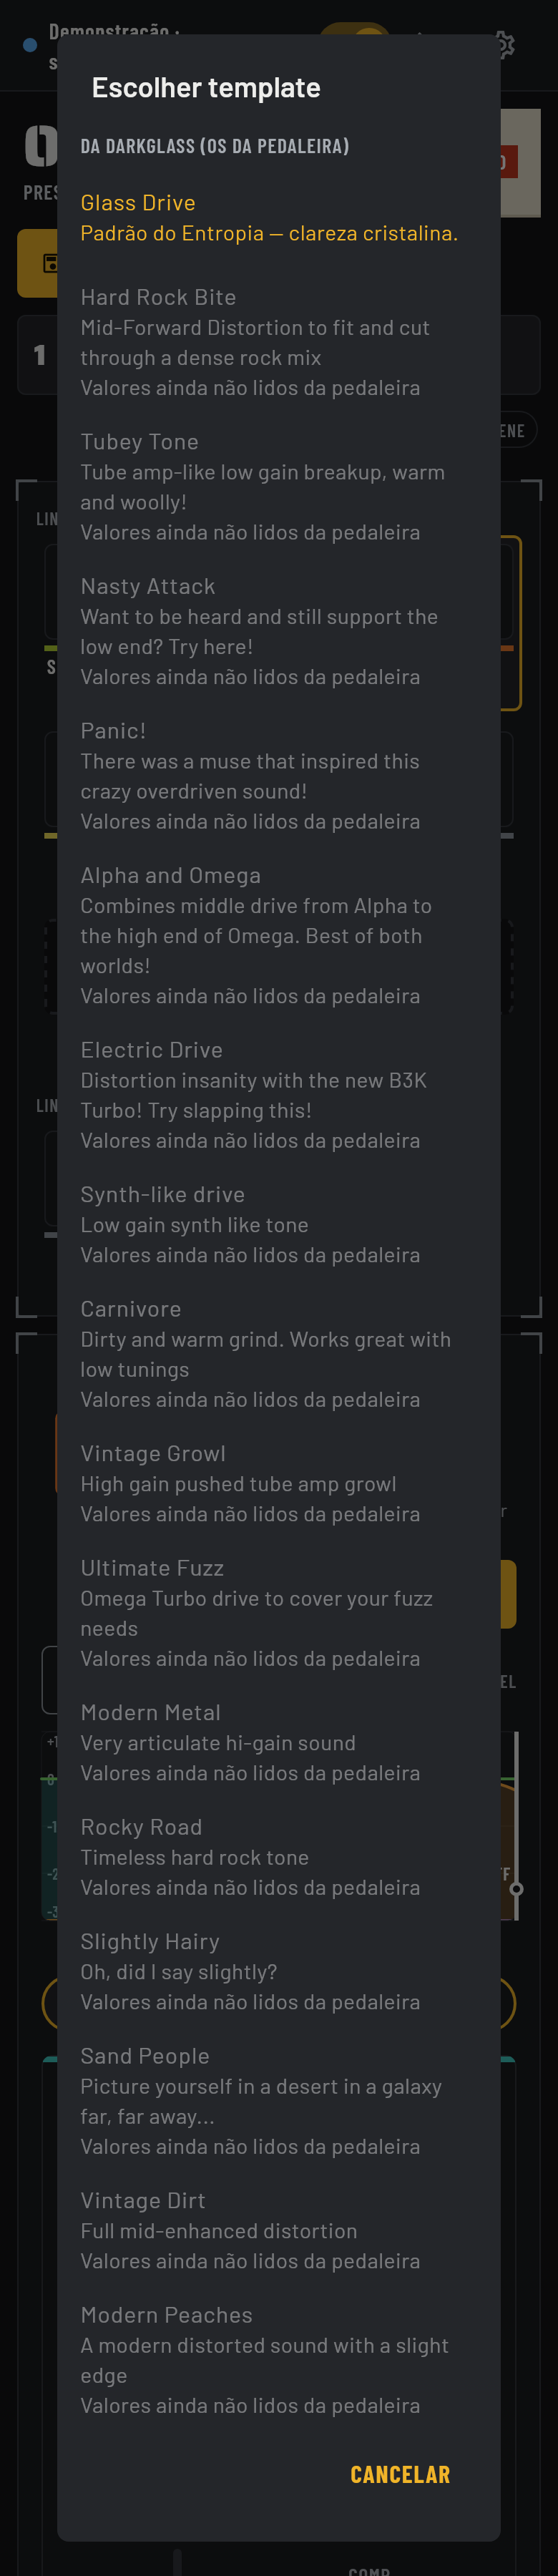 Demonstração ·
s
Escolher template
DA DARKGLASS (OS DA PEDALEIRA)
Glass Drive
Padrão do Entropia — clareza cristalina.
Hard Rock Bite
Mid-Forward Distortion to fit and cut
through a dense rock mix
Valores ainda não lidos da pedaleira
Tubey Tone
Tube amp-like low gain breakup, warm
and woolly!
Valores ainda não lidos da pedaleira
Nasty Attack
Want to be heard and still support the
low end? Try here!
Valores ainda não lidos da pedaleira
Panic!
There was a muse that inspired this
crazy overdriven sound!
Valores ainda não lidos da pedaleira
Alpha and Omega
Combines middle drive from Alpha to
the high end of Omega. Best of both
worlds!
Valores ainda não lidos da pedaleira
Electric Drive
Distortion insanity with the new B3K
Turbo! Try slapping this!
Valores ainda não lidos da pedaleira
Synth-like drive
Low gain synth like tone
Valores ainda não lidos da pedaleira
Carnivore
Dirty and warm grind. Works great with
low tunings
Valores ainda não lidos da pedaleira
Vintage Growl
High gain pushed tube amp growl
Valores ainda não lidos da pedaleira
Ultimate Fuzz
Omega Turbo drive to cover your fuzz
needs
Valores ainda não lidos da pedaleira
Modern Metal
Very articulate hi-gain sound
Valores ainda não lidos da pedaleira
Rocky Road
Timeless hard rock tone
Valores ainda não lidos da pedaleira
Slightly Hairy
Oh, did I say slightly?
Valores ainda não lidos da pedaleira
Sand People
Picture yourself in a desert in a galaxy
far, far away...
Valores ainda não lidos da pedaleira
Vintage Dirt
Full mid-enhanced distortion
Valores ainda não lidos da pedaleira
Modern Peaches
A modern distorted sound with a slight
edge
Valores ainda não lidos da pedaleira
CANCELAR
COMP